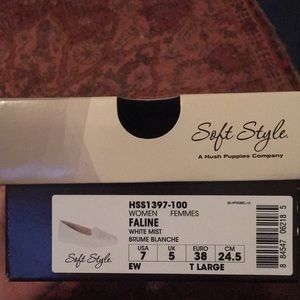 Soft Style®
A Hush Puppies Company
HSS1397-100
WOMEN FEMMES
FALINE
WHITE MIST
BRUME BLANCHE
Soft Style
USA UK EURO CM
7 5 38 24.5
EW T LARGE
8 84547 06218 5